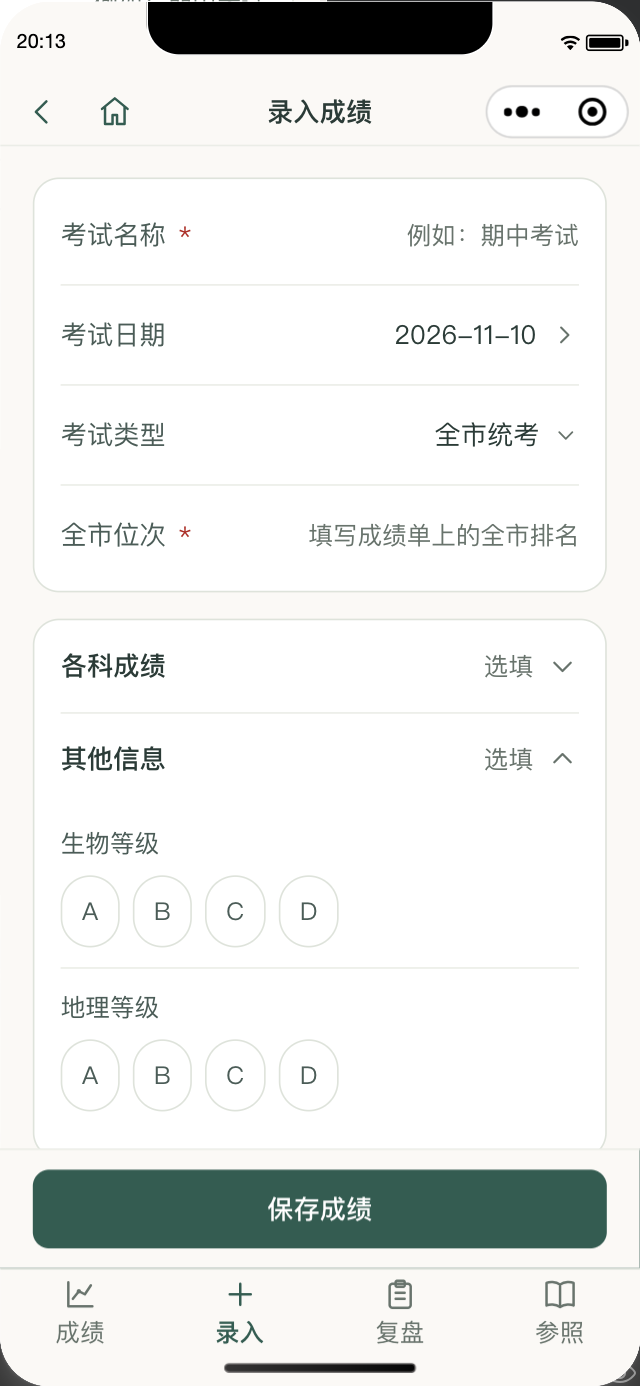 20:13
录入成绩
考试名称 * 例如：期中考试
考试日期 2026-11-10
考试类型 全市统考
全市位次 * 填写成绩单上的全市排名
各科成绩 选填
其他信息 选填
生物等级
A B C D
地理等级
A B C D
保存成绩
成绩 录入 复盘 参照